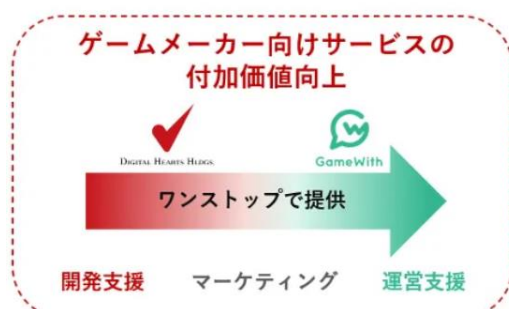 ゲームメーカー向けサービスの
付加価値向上
DIGITAL HEARTS HLDGS.
GameWith
ワンストップで提供
開発支援 マーケティング 運営支援